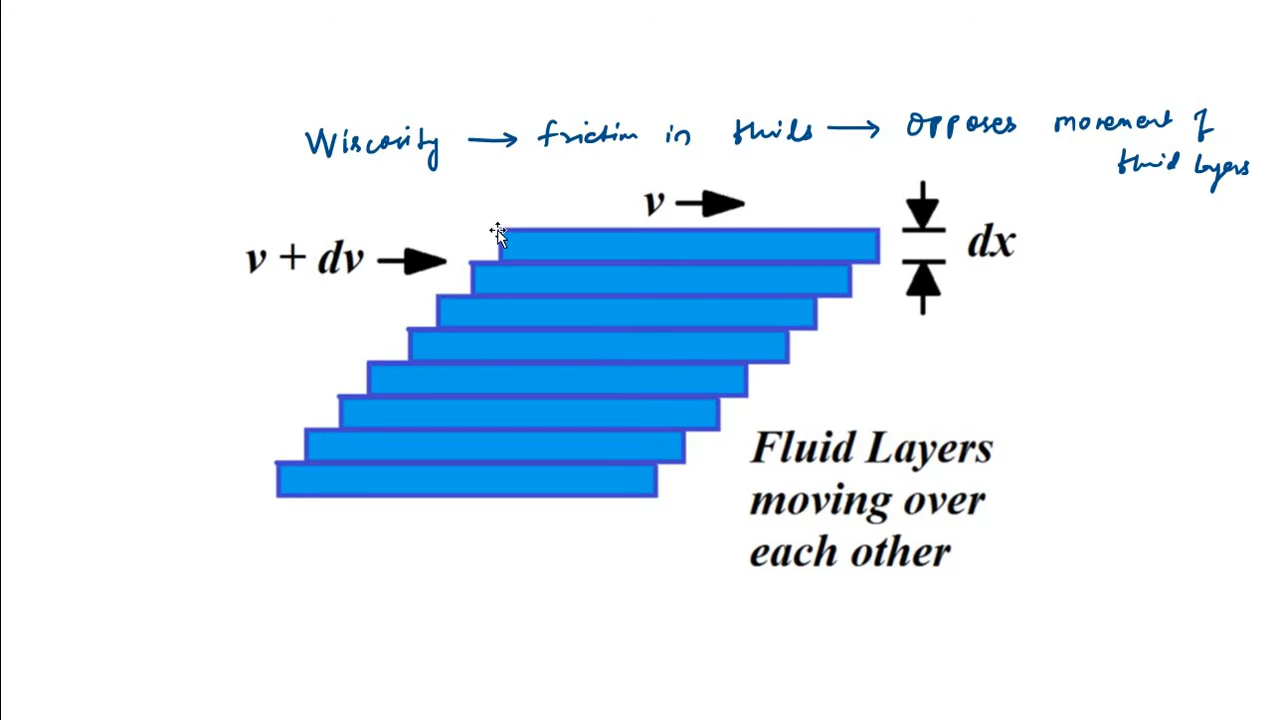 Viscosity → friction in fluids → opposes movement of
fluid layers
v →
v + dv →
dx
Fluid Layers
moving over
each other